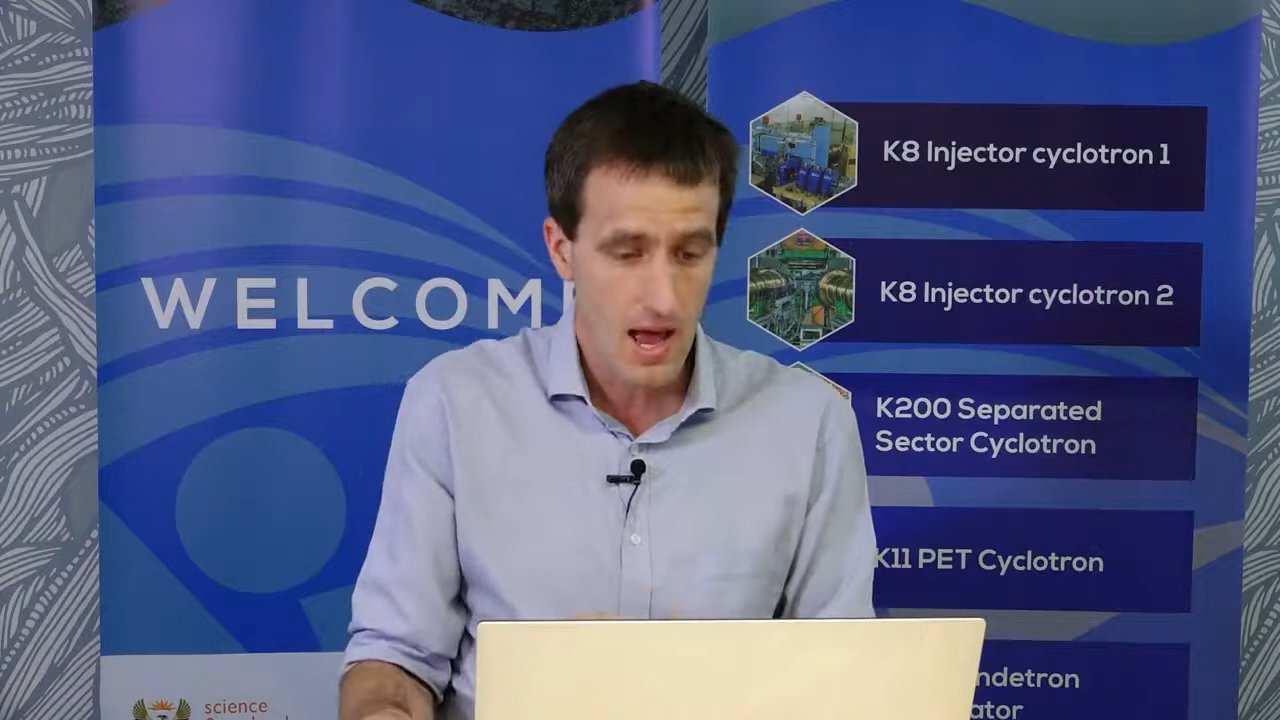 WELCOM
science
K8 Injector cyclotron 1
K8 Injector cyclotron 2
K200 Separated
Sector Cyclotron
K11 PET Cyclotron
ndetron
ator